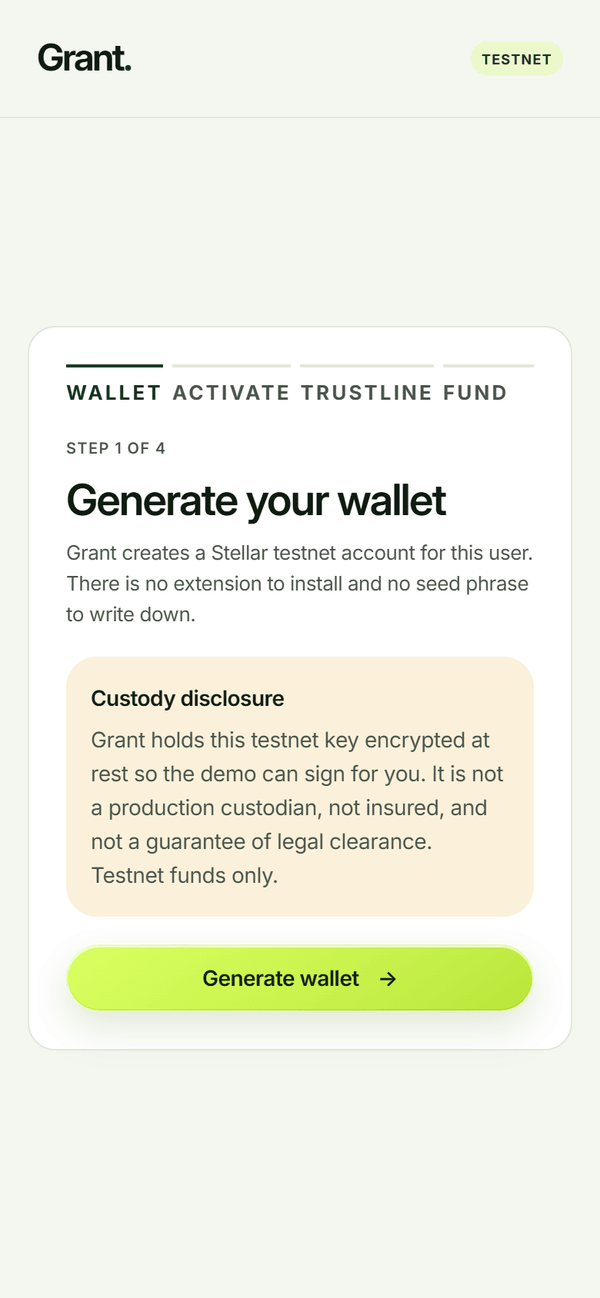 Grant.
TESTNET
WALLET ACTIVATE TRUSTLINE FUND
STEP 1 OF 4
Generate your wallet
Grant creates a Stellar testnet account for this user.
There is no extension to install and no seed phrase
to write down.
Custody disclosure
Grant holds this testnet key encrypted at
rest so the demo can sign for you. It is not
a production custodian, not insured, and
not a guarantee of legal clearance.
Testnet funds only.
Generate wallet →